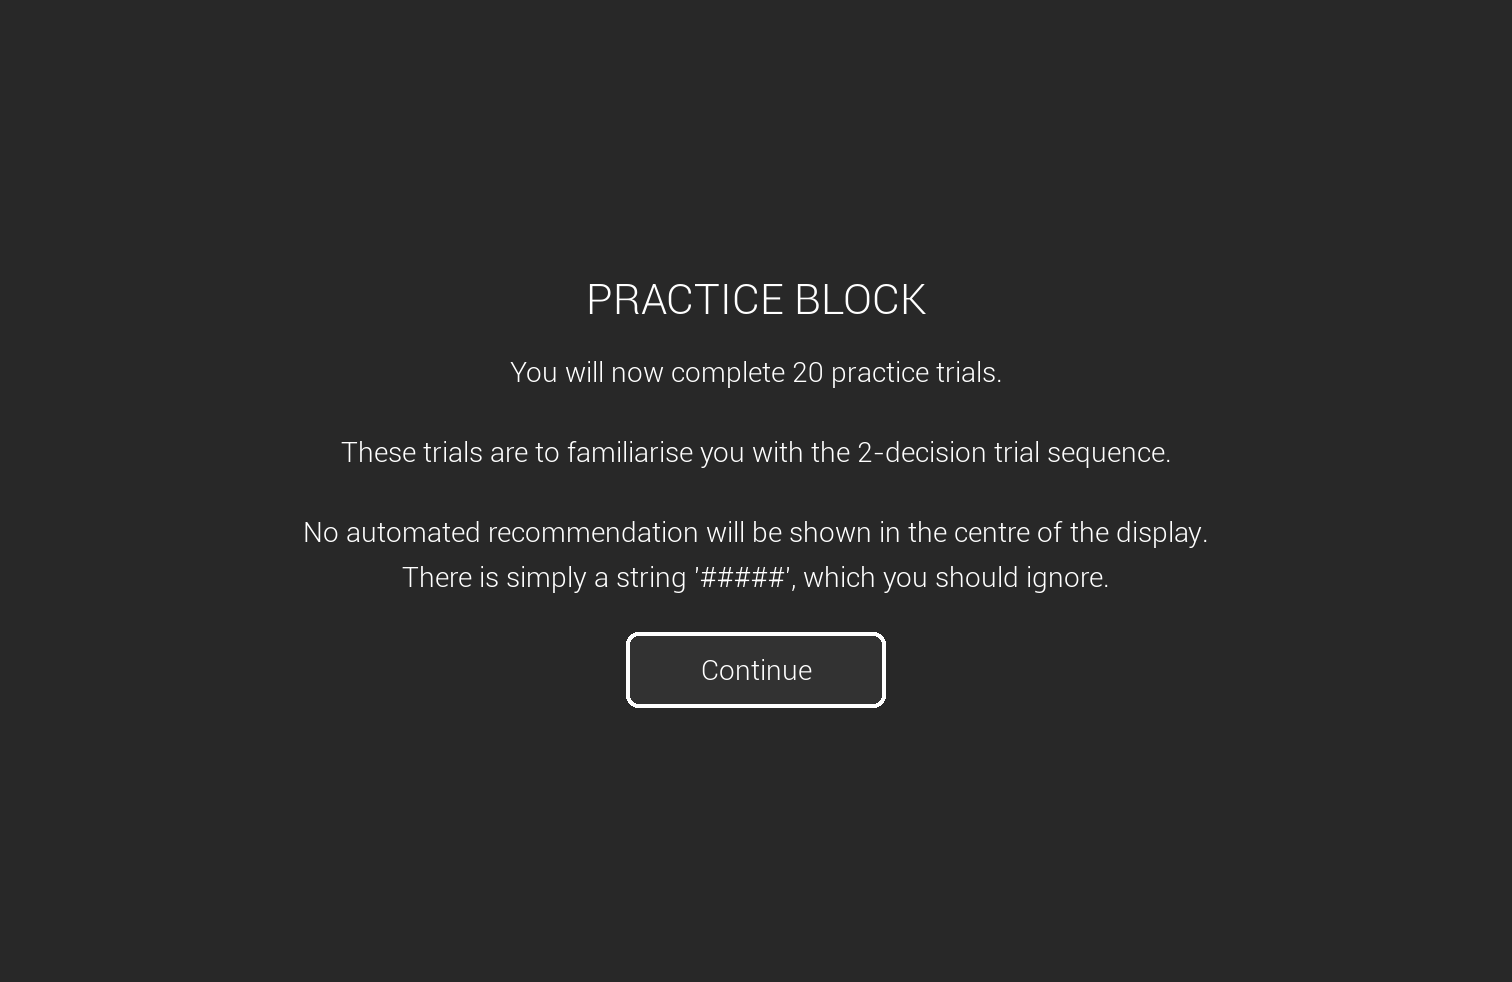 PRACTICE BLOCK
You will now complete 20 practice trials.
These trials are to familiarise you with the 2-decision trial sequence.
No automated recommendation will be shown in the centre of the display.
There is simply a string '#####', which you should ignore.
Continue